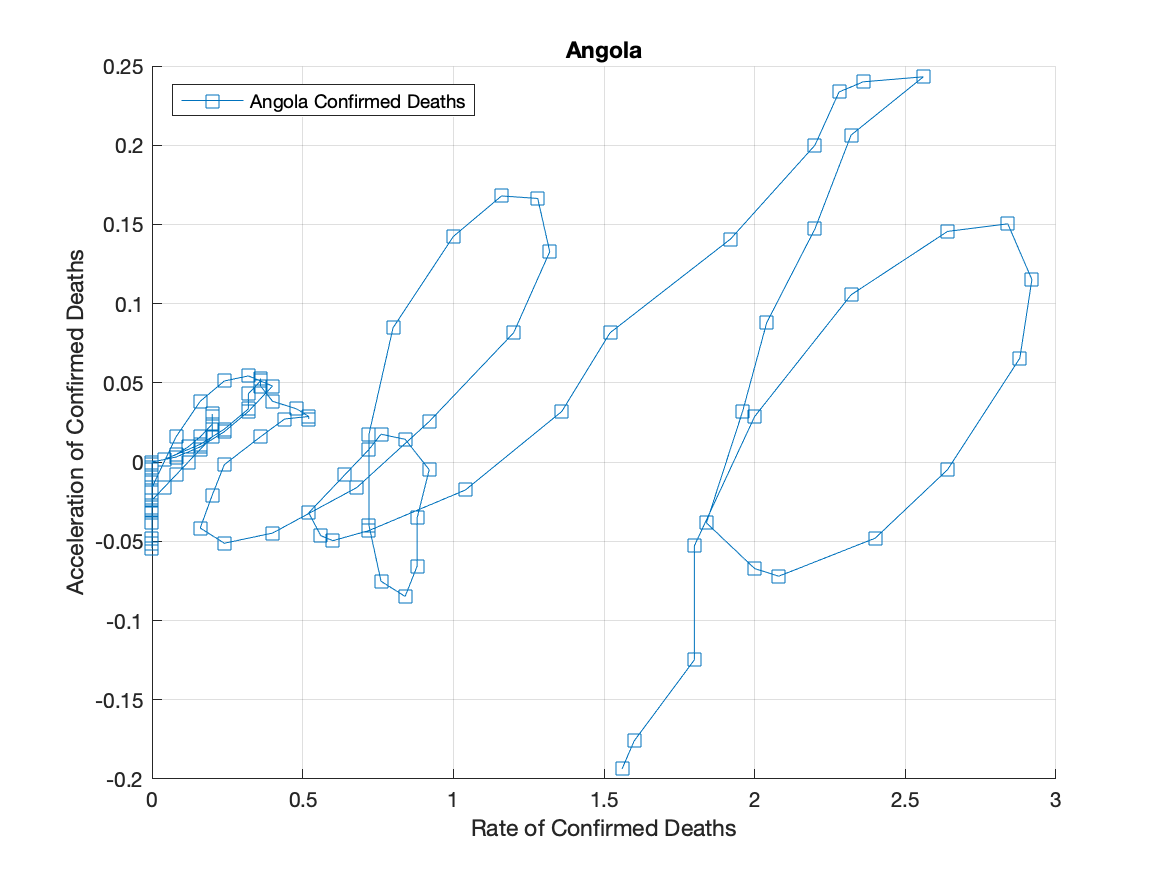 Angola
0.25
Angola Confirmed Deaths
0.2
0.15
0.1
0.05
0
-0.05
-0.1
-0.15
-0.2
Acceleration of Confirmed Deaths
0 0.5 1 1.5 2 2.5 3
Rate of Confirmed Deaths